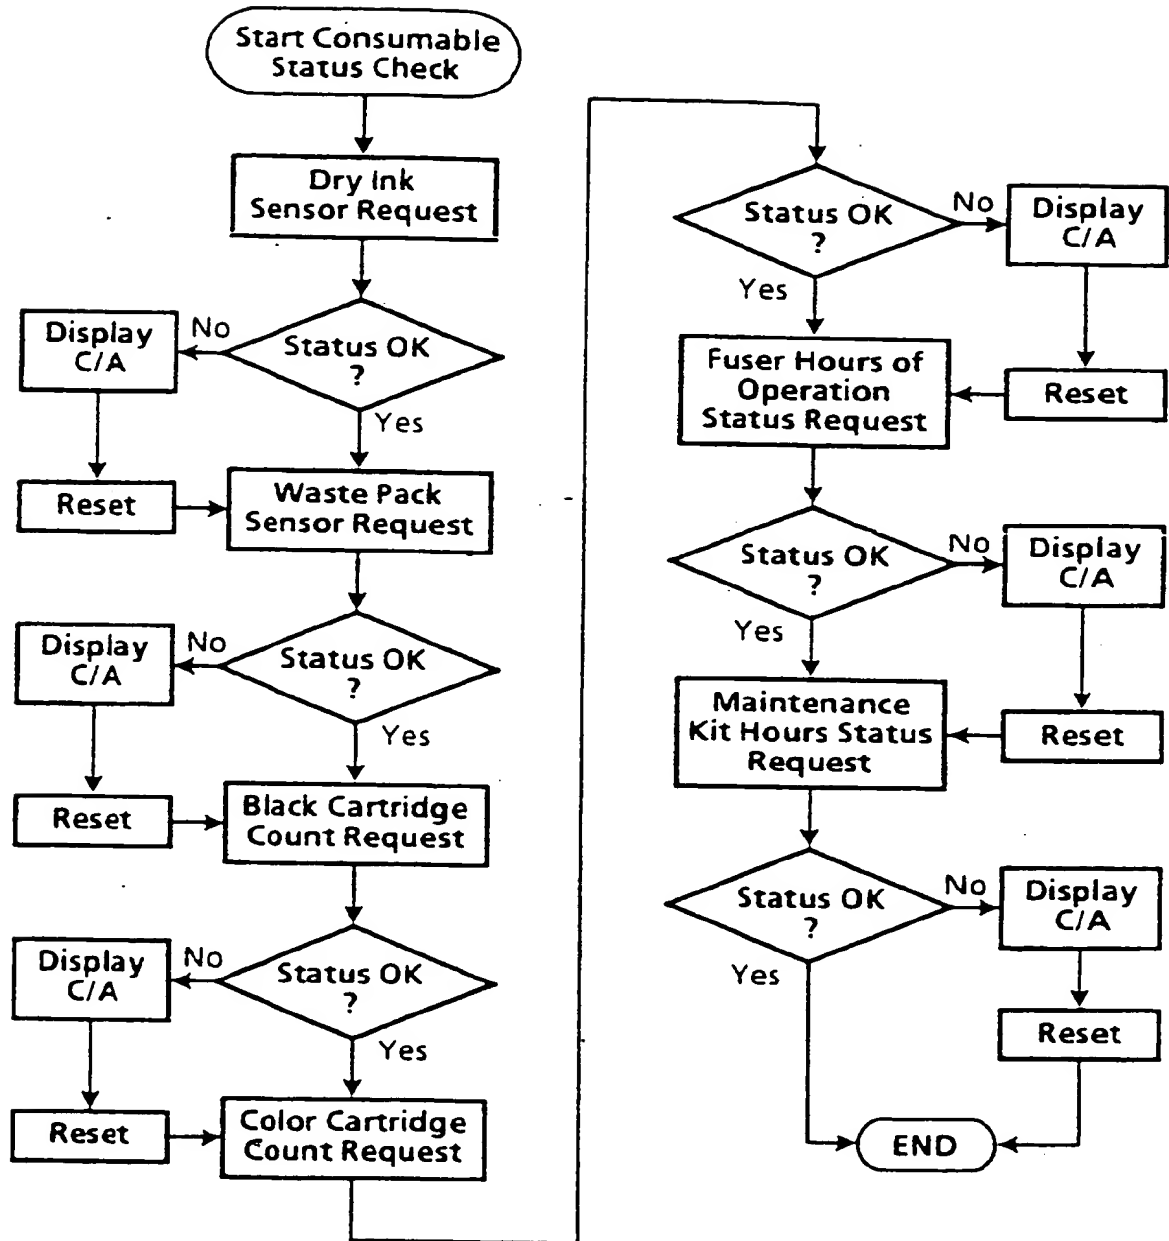 Start Consumable
Status Check
Dry Ink
Sensor Request
Status OK
?
No
Display
C/A
Reset
Yes
Waste Pack
Sensor Request
Status OK
?
No
Display
C/A
Reset
Yes
Black Cartridge
Count Request
Status OK
?
No
Display
C/A
Reset
Yes
Color Cartridge
Count Request
Status OK
?
No
Display
C/A
Reset
Yes
Fuser Hours of
Operation
Status Request
Status OK
?
No
Display
C/A
Reset
Yes
Maintenance
Kit Hours Status
Request
Status OK
?
No
Display
C/A
Reset
Yes
END